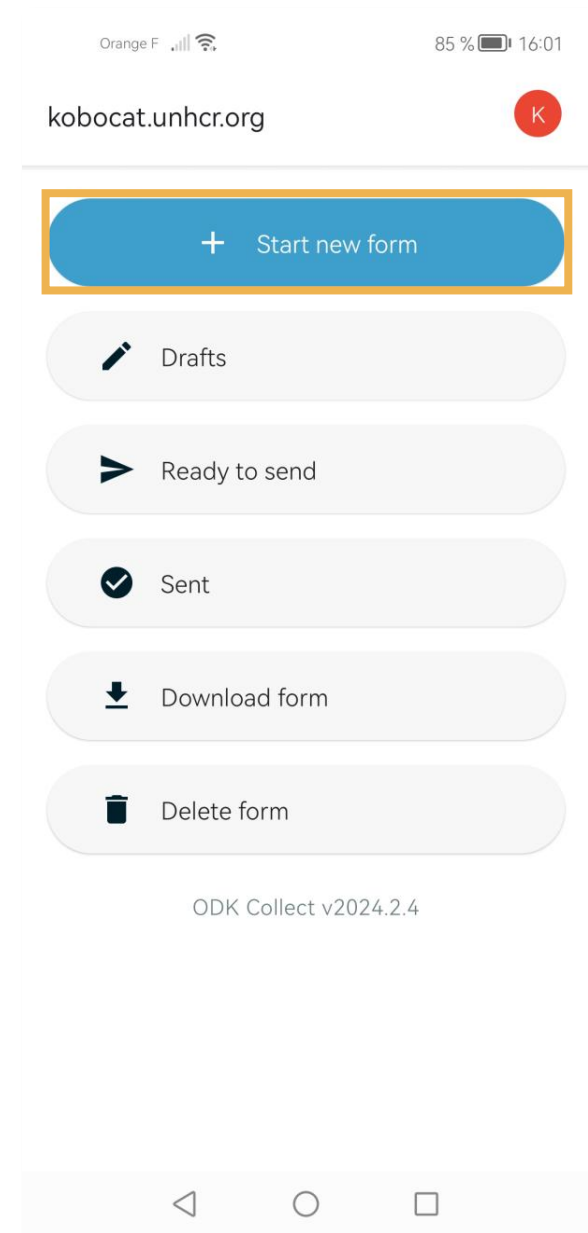 Orange F 85 % 16:01
kobocat.unhcr.org K
+ Start new form
Drafts
Ready to send
Sent
Download form
Delete form
ODK Collect v2024.2.4